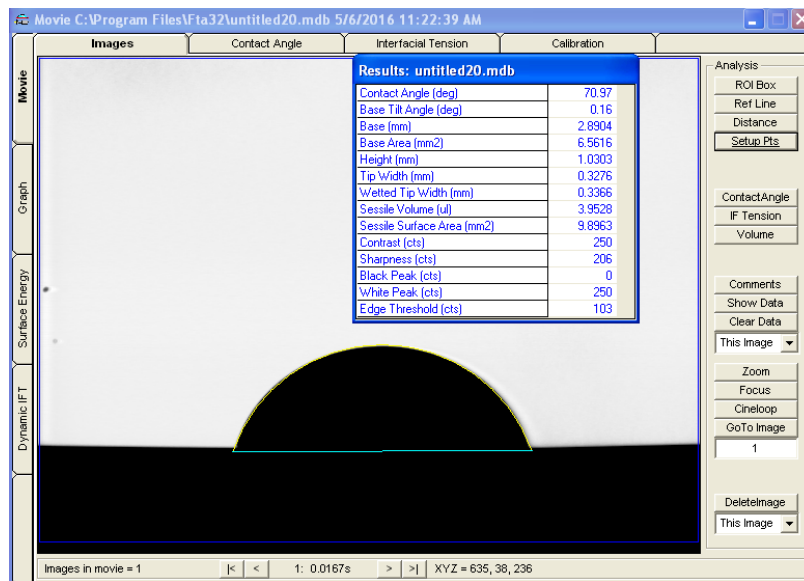 Movie C:\Program Files\Fta32\untitled20.mdb 5/6/2016 11:22:39 AM
Images Contact Angle Interfacial Tension Calibration
Movie
Graph
Surface Energy
Dynamic IFT
Results: untitled20.mdb
Contact Angle (deg) 70.97
Base Tilt Angle (deg) 0.16
Base (mm) 2.8904
Base Area (mm2) 6.5616
Height (mm) 1.0303
Tip Width (mm) 0.3276
Wetted Tip Width (mm) 0.3366
Sessile Volume (ul) 3.9528
Sessile Surface Area (mm2) 9.8963
Contrast (cts) 250
Sharpness (cts) 206
Black Peak (cts) 0
White Peak (cts) 250
Edge Threshold (cts) 103
Analysis
ROI Box
Ref Line
Distance
Setup Pts
ContactAngle
IF Tension
Volume
Comments
Show Data
Clear Data
This Image
Zoom
Focus
Cineloop
GoTo Image
1
DeleteImage
This Image
Images in movie = 1 |< < 1: 0.0167s > >| XYZ = 635, 38, 236